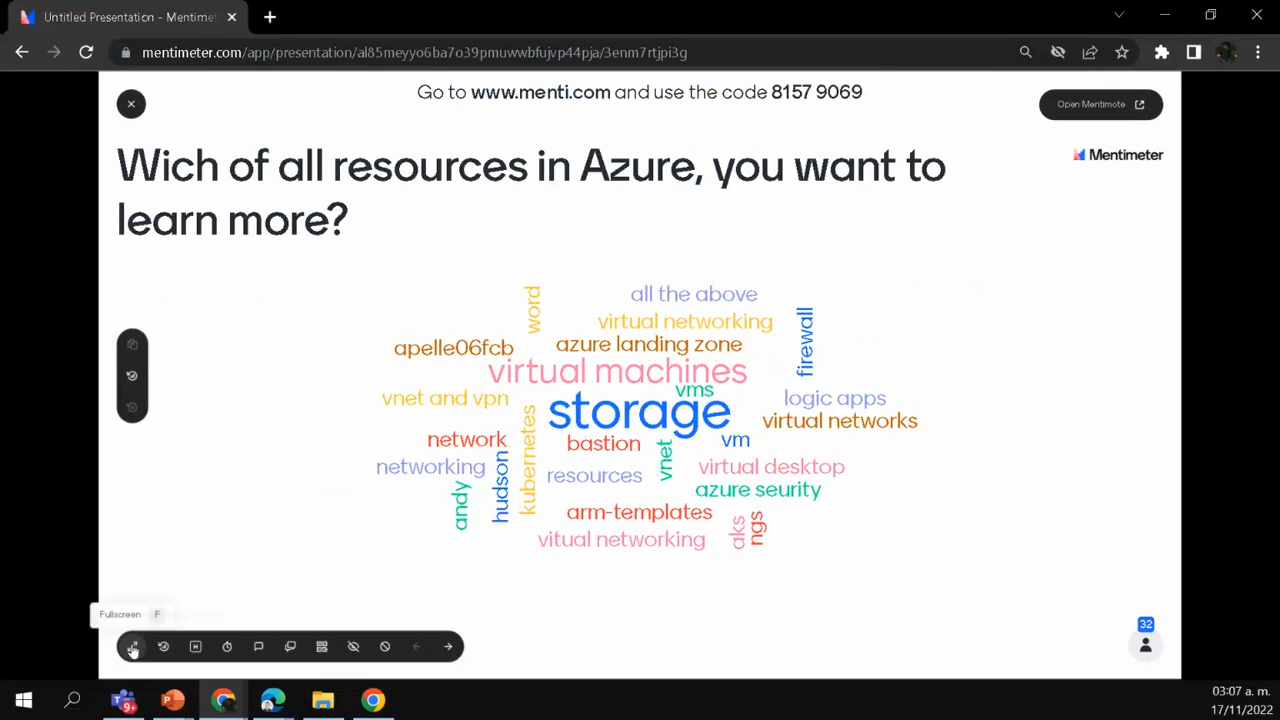 Untitled Presentation - Mentime
mentimeter.com/app/presentation/al85meyyo6ba7o39pmuwwbfujvp44pja/3enm7rtjpi3g
Go to www.menti.com and use the code 8157 9069
Open Mentimote
Wich of all resources in Azure, you want to
learn more?
Mentimeter
word
all the above
virtual networking
firewall
apelle06fcb
azure landing zone
virtual machines
vms
vnet and vpn
logic apps
storage
virtual networks
network
bastion
vm
kubernetes
vnet
networking
hudson
resources
virtual desktop
andy
azure seurity
arm-templates
aks
ngs
vitual networking
Fullscreen F
32
9+
03:07 a. m.
17/11/2022